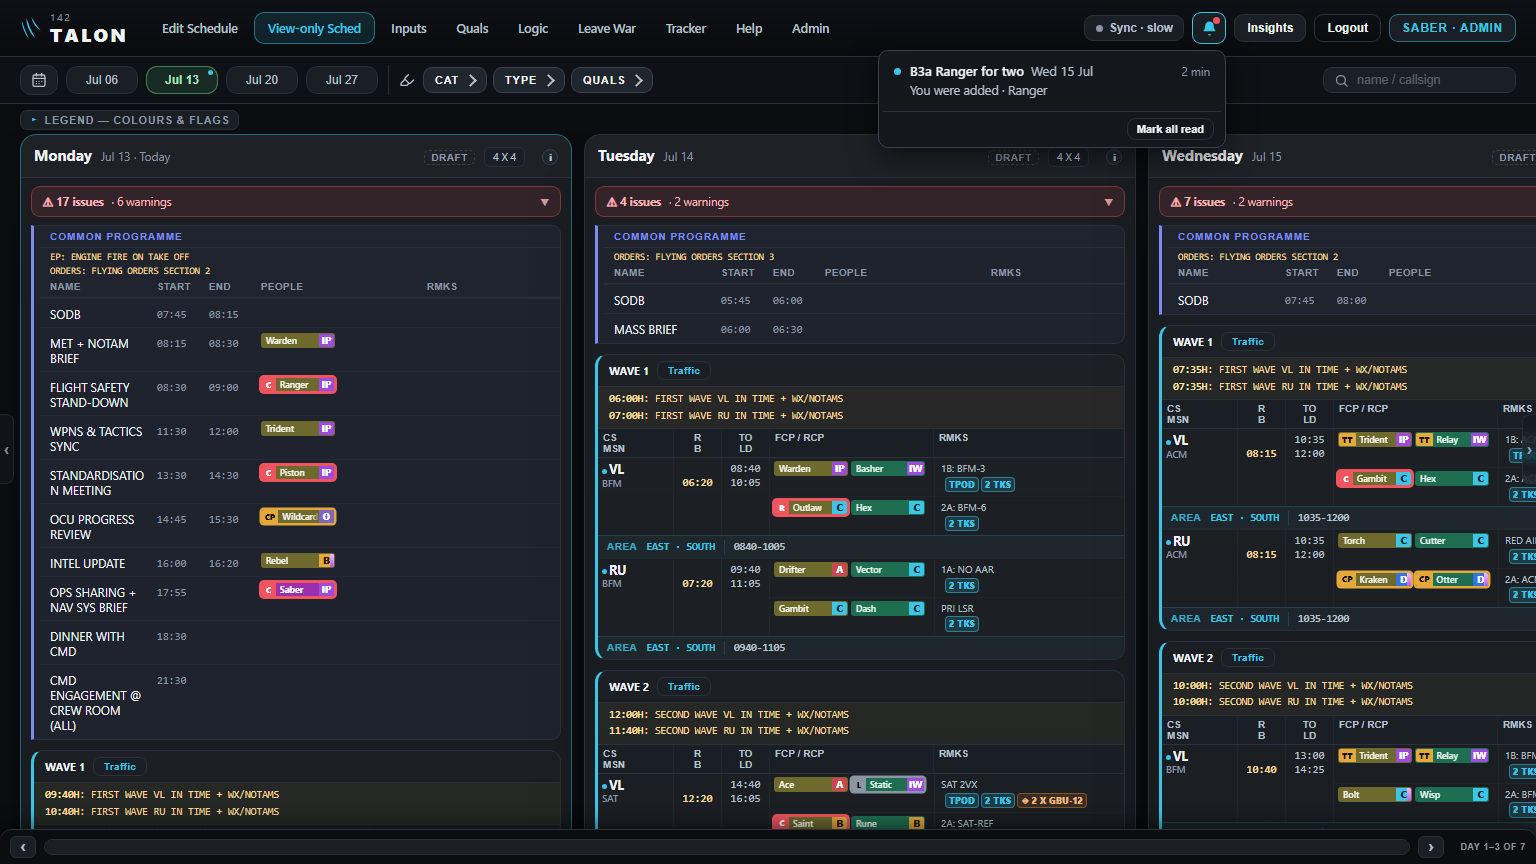 142
TALON
Edit Schedule
View-only Sched
Inputs
Quals
Logic
Leave War
Tracker
Help
Admin
Sync · slow
Insights
Logout
SABER · ADMIN
Jul 06
Jul 13
Jul 20
Jul 27
CAT
TYPE
QUALS
name / callsign
B3a Ranger for two Wed 15 Jul 2 min
You were added · Ranger
Mark all read
LEGEND — COLOURS & FLAGS
Monday Jul 13 · Today DRAFT 4 X 4 i
17 issues · 6 warnings
COMMON PROGRAMME
EP: ENGINE FIRE ON TAKE OFF
ORDERS: FLYING ORDERS SECTION 2
NAME START END PEOPLE RMKS
SODB 07:45 08:15
MET + NOTAM BRIEF 08:15 08:30 Warden IP
FLIGHT SAFETY STAND-DOWN 08:30 09:00 C Ranger IP
WPNS & TACTICS SYNC 11:30 12:00 Trident IP
STANDARDISATIO
N MEETING 13:30 14:30 C Piston IP
OCU PROGRESS REVIEW 14:45 15:30 CP Wildcard O
INTEL UPDATE 16:00 16:20 Rebel B
OPS SHARING + NAV SYS BRIEF 17:55 C Saber IP
DINNER WITH CMD 18:30
CMD ENGAGEMENT @ CREW ROOM (ALL) 21:30
WAVE 1 Traffic
09:40H: FIRST WAVE VL IN TIME + WX/NOTAMS
10:40H: FIRST WAVE RU IN TIME + WX/NOTAMS
Tuesday Jul 14 DRAFT 4 X 4 i
4 issues · 2 warnings
COMMON PROGRAMME
ORDERS: FLYING ORDERS SECTION 3
NAME START END PEOPLE RMKS
SODB 05:45 06:00
MASS BRIEF 06:00 06:30
WAVE 1 Traffic
06:00H: FIRST WAVE VL IN TIME + WX/NOTAMS
07:00H: FIRST WAVE RU IN TIME + WX/NOTAMS
CS R TO FCP / RCP RMKS
MSN B LD
VL 08:40 Warden IP Basher IW 1B: BFM-3
BFM 06:20 10:05 TPOD 2 TKS
R Outlaw C Hex C 2A: BFM-6
2 TKS
AREA EAST · SOUTH 0840-1005
RU 09:40 Drifter A Vector C 1A: NO AAR
BFM 07:20 11:05 2 TKS
Gambit C Dash C PRI LSR
2 TKS
AREA EAST · SOUTH 0940-1105
WAVE 2 Traffic
12:00H: SECOND WAVE VL IN TIME + WX/NOTAMS
11:40H: SECOND WAVE RU IN TIME + WX/NOTAMS
CS R TO FCP / RCP RMKS
MSN B LD
VL 14:40 Ace A L Static IW SAT 2VX
SAT 12:20 16:05 TPOD 2 TKS 2 X GBU-12
C Saint B Rune B 2A: SAT-REF
Wednesday Jul 15 DRAFT
7 issues · 2 warnings
COMMON PROGRAMME
ORDERS: FLYING ORDERS SECTION 2
NAME START END PEOPLE
SODB 07:45 08:00
WAVE 1 Traffic
07:35H: FIRST WAVE VL IN TIME + WX/NOTAMS
07:35H: FIRST WAVE RU IN TIME + WX/NOTAMS
CS R TO FCP / RCP RMKS
MSN B LD
VL 10:35 TT Trident IP TT Relay IW 1B:
ACM 08:15 12:00
C Gambit C Hex C 2A:
2 TKS
AREA EAST · SOUTH 1035-1200
RU 10:35 Torch C Cutter C RED AI
ACM 08:15 12:00 2 TKS
CP Kraken D CP Otter D 2A: ACM
2 TKS
AREA EAST · SOUTH 1035-1200
WAVE 2 Traffic
10:00H: SECOND WAVE VL IN TIME + WX/NOTAMS
10:00H: SECOND WAVE RU IN TIME + WX/NOTAMS
CS R TO FCP / RCP RMKS
MSN B LD
VL 13:00 TT Trident IP TT Relay IW 1B: BFM
BFM 10:40 14:25 2 TKS
Bolt C Wisp C 2A: BFM
2 TKS
DAY 1–3 OF 7